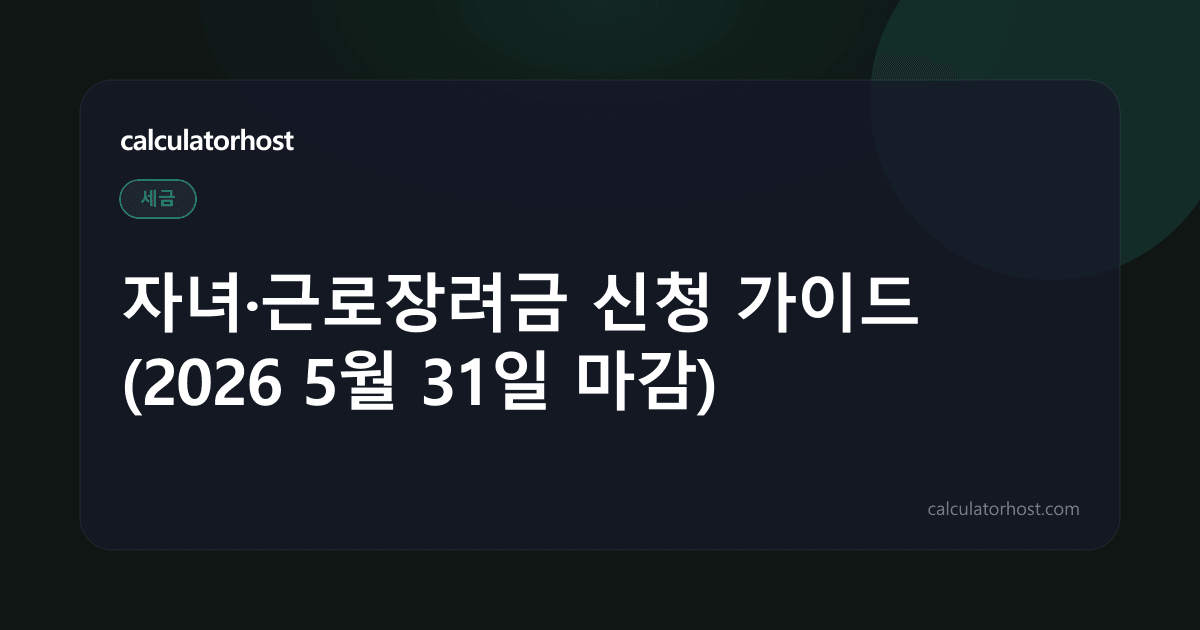 calculatorhost
세금
자녀·근로장려금 신청 가이드
(2026 5월 31일 마감)
calculatorhost.com